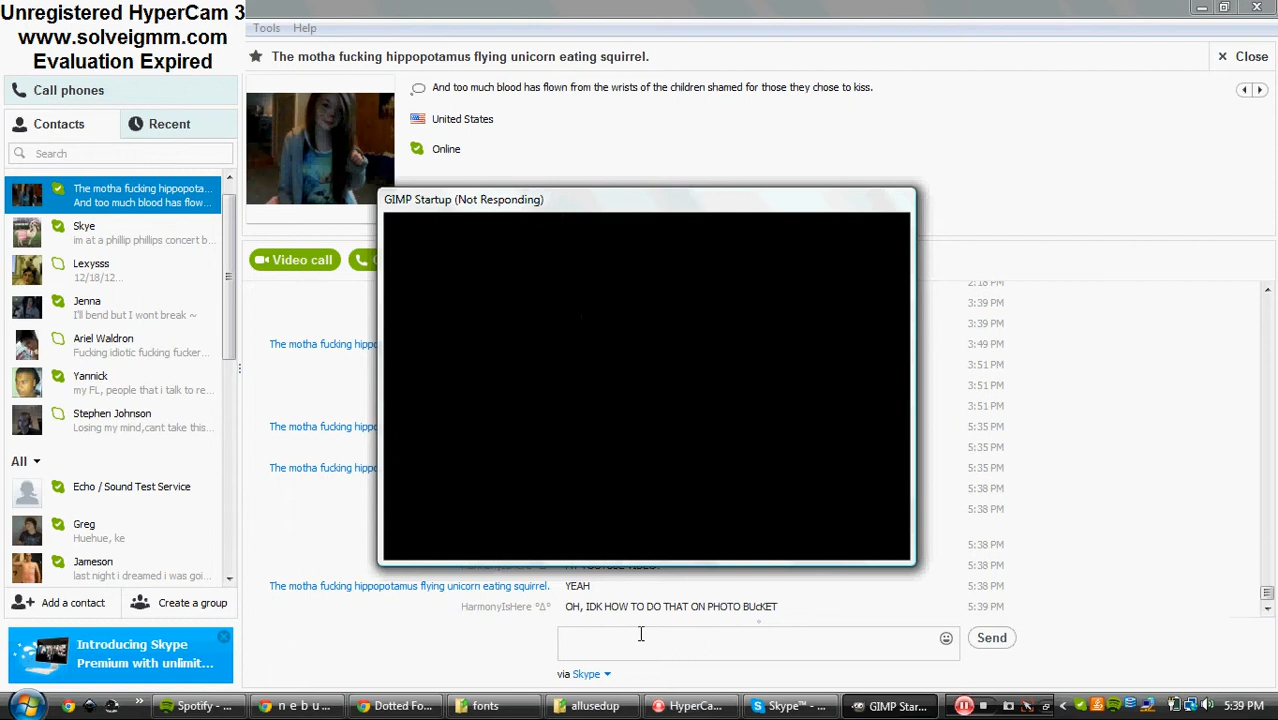 Unregistered HyperCam 3
www.solveigmm.com
Evaluation Expired
Tools Help
The motha fucking hippopotamus flying unicorn eating squirrel.
Close
Call phones
And too much blood has flown from the wrists of the children shamed for those they chose to kiss.
Contacts
Recent
United States
Search
Online
The motha fucking hippopota...
And too much blood has flow...
GIMP Startup (Not Responding)
Skye
im at a phillip phillips concert b...
Video call
Lexysss
12/18/12...
Jenna
I'll bend but I wont break ~
Ariel Waldron
Fucking idiotic fucking fucker...
Yannick
my FL, people that i talk to re...
Stephen Johnson
Losing my mind,cant take this...
All
Echo / Sound Test Service
Greg
Huehue, ke
Jameson
last night i dreamed i was goi...
Add a contact
Create a group
Introducing Skype
Premium with unlimit...
2:18 PM
3:39 PM
3:39 PM
The motha fucking hippo
3:49 PM
3:51 PM
3:51 PM
3:51 PM
The motha fucking hippo
5:35 PM
5:35 PM
The motha fucking hippo
5:35 PM
5:38 PM
5:38 PM
5:38 PM
5:38 PM
The motha fucking hippopotamus flying unicorn eating squirrel. YEAH 5:38 PM
HarmonyIsHere °Δ° OH, IDK HOW TO DO THAT ON PHOTO BUcKET 5:39 PM
Send
via Skype
Spotify - ...
n e b u ...
Dotted Fo...
fonts
allusedup
HyperCa...
Skype™ - ...
GIMP Star...
5:39 PM